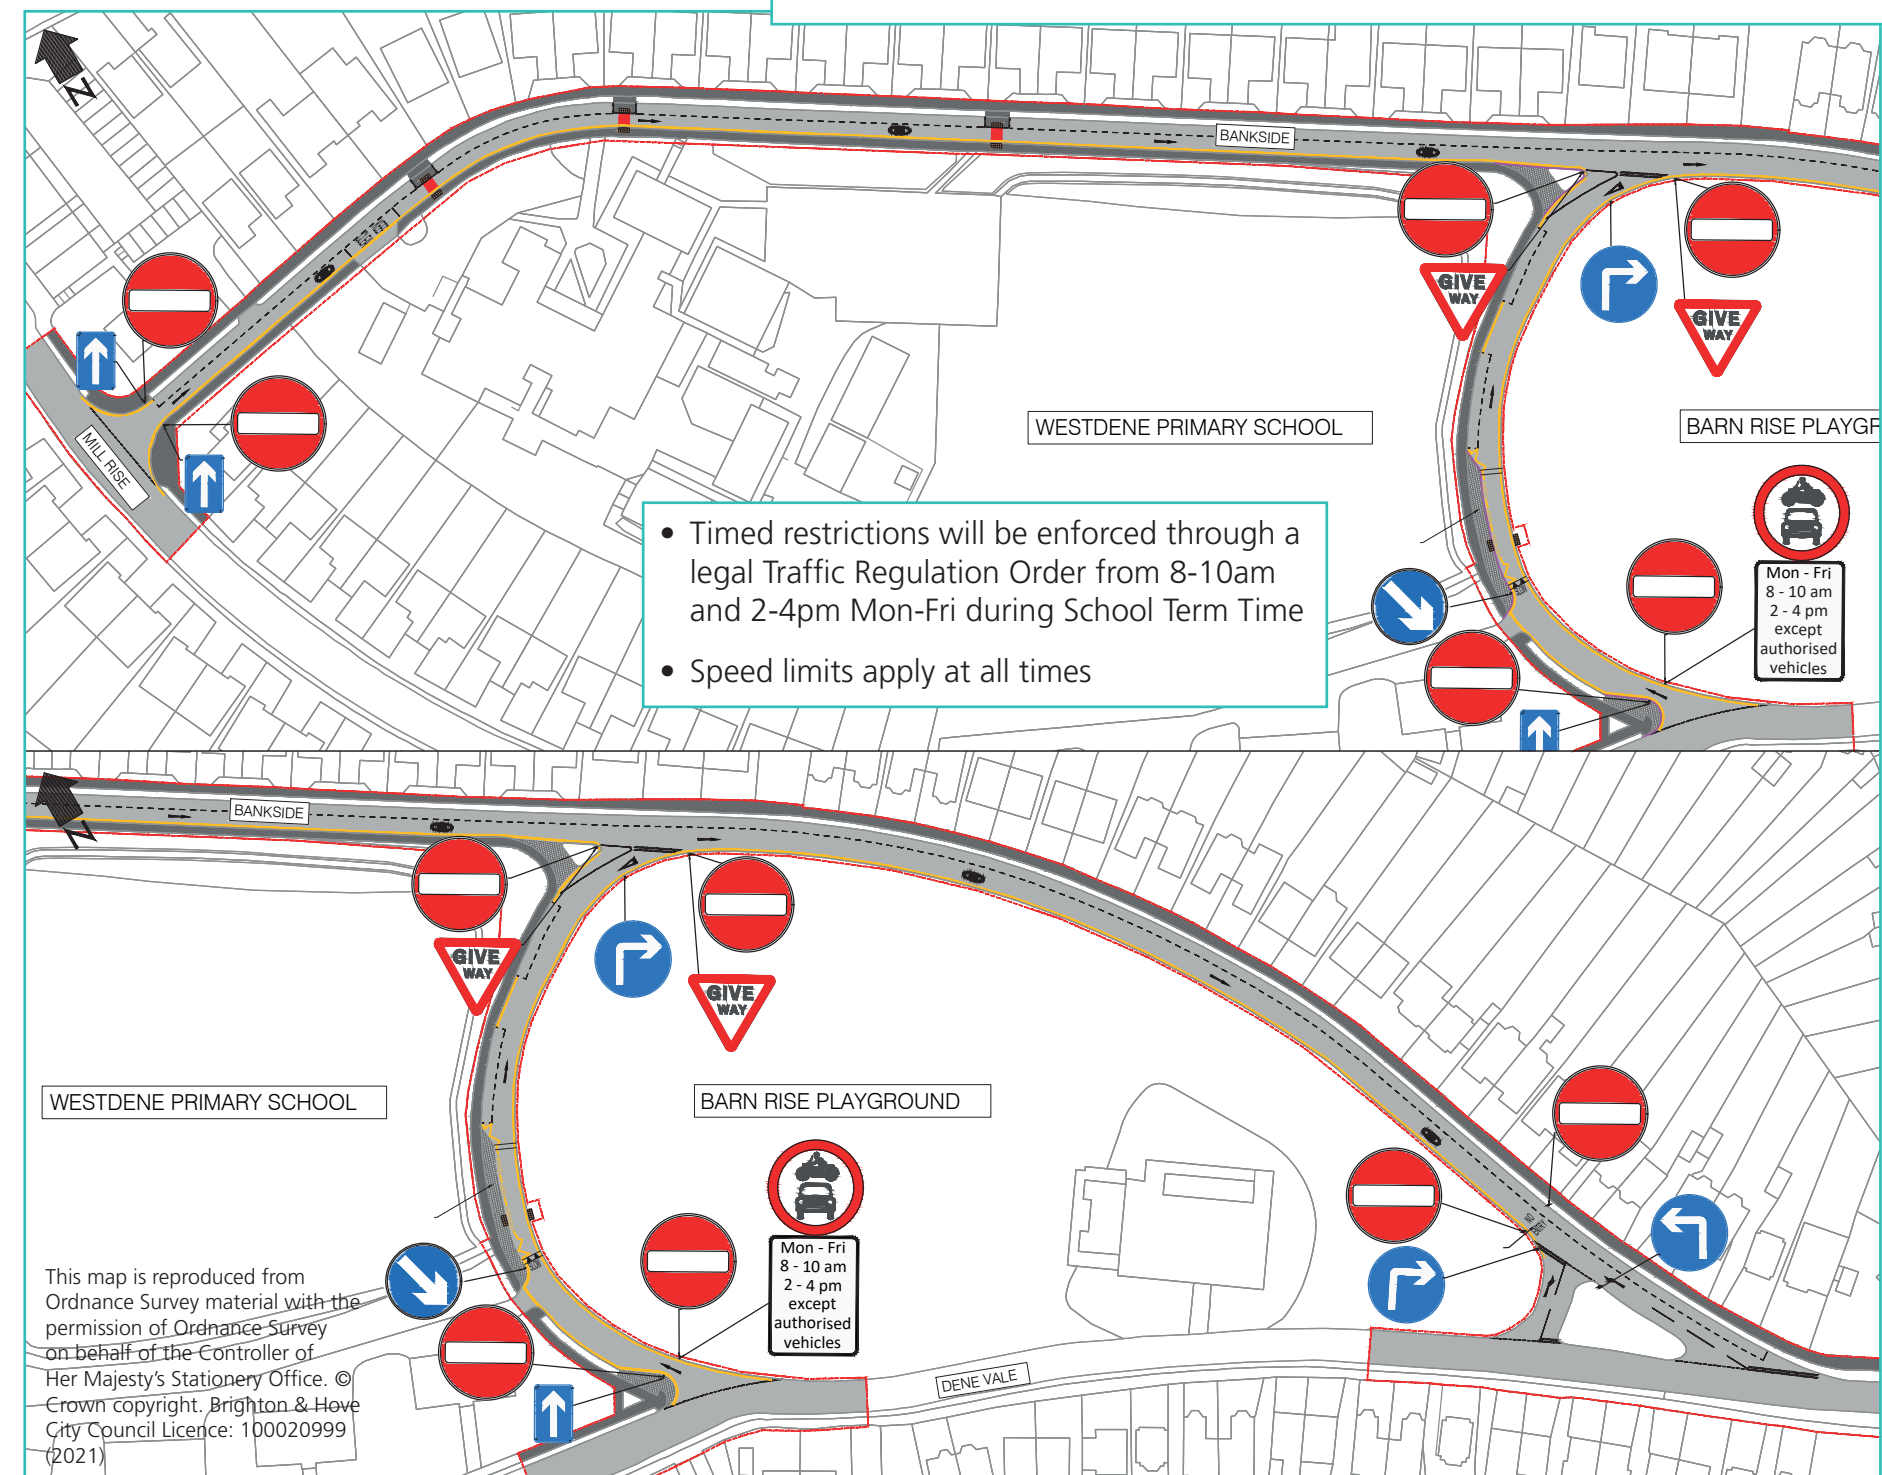 N
BANKSIDE
GIVE
WAY
GIVE
WAY
MILL RISE
WESTDENE PRIMARY SCHOOL
BARN RISE PLAYGR
• Timed restrictions will be enforced through a
legal Traffic Regulation Order from 8-10am
and 2-4pm Mon-Fri during School Term Time
• Speed limits apply at all times
Mon - Fri
8 - 10 am
2 - 4 pm
except
authorised
vehicles
N
BANKSIDE
GIVE
WAY
GIVE
WAY
WESTDENE PRIMARY SCHOOL
BARN RISE PLAYGROUND
Mon - Fri
8 - 10 am
2 - 4 pm
except
authorised
vehicles
DENE VALE
This map is reproduced from
Ordnance Survey material with the
permission of Ordnance Survey
on behalf of the Controller of
Her Majesty’s Stationery Office. ©
Crown copyright. Brighton & Hove
City Council Licence: 100020999
(2021)